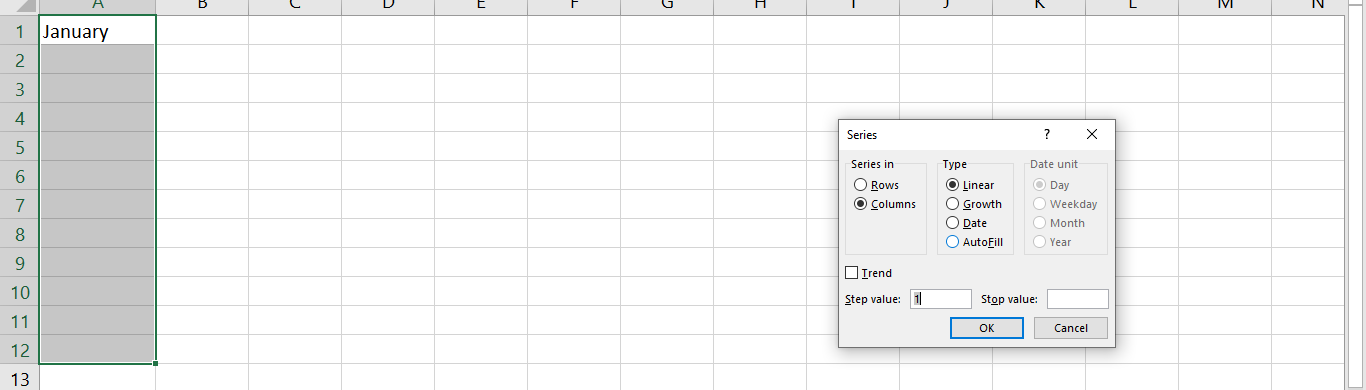 A B C D E F G H I J K L M N
1 January
2
3
4
5
6
7
8
9
10
11
12
13
Series ?
Series in Type Date unit
Rows Linear Day
Columns Growth Weekday
Date Month
AutoFill Year
Trend
Step value: 1 Stop value:
OK Cancel